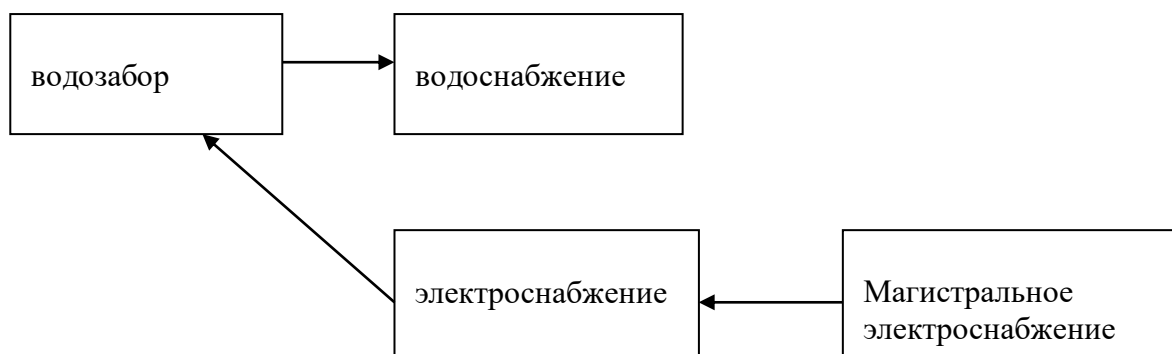 водозабор
водоснабжение
электроснабжение
Магистральное
электроснабжение